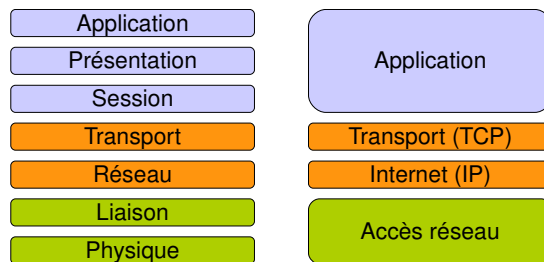 Application
Présentation
Session
Transport
Réseau
Liaison
Physique
Application
Transport (TCP)
Internet (IP)
Accès réseau